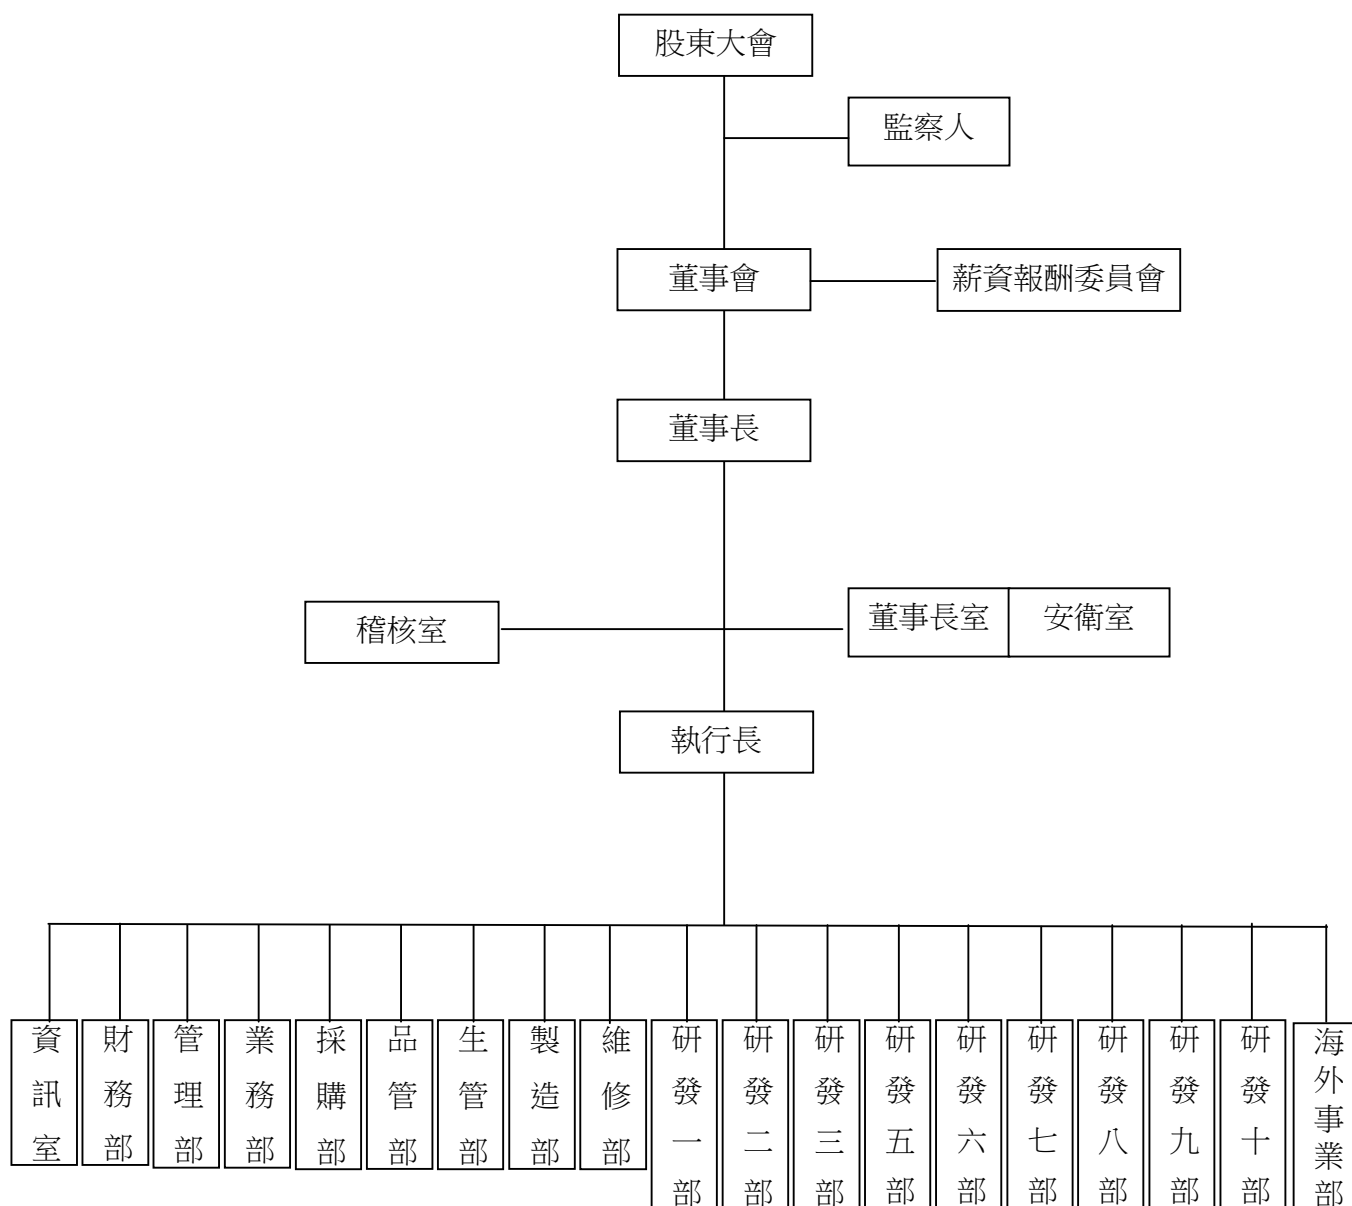 股東大會
監察人
董事會
薪資報酬委員會
董事長
稽核室
董事長室
安衛室
執行長
資訊室
財務部
管理部
業務部
採購部
品管部
生管部
製造部
維修部
研發一部
研發二部
研發三部
研發五部
研發六部
研發七部
研發八部
研發九部
研發十部
海外事業部